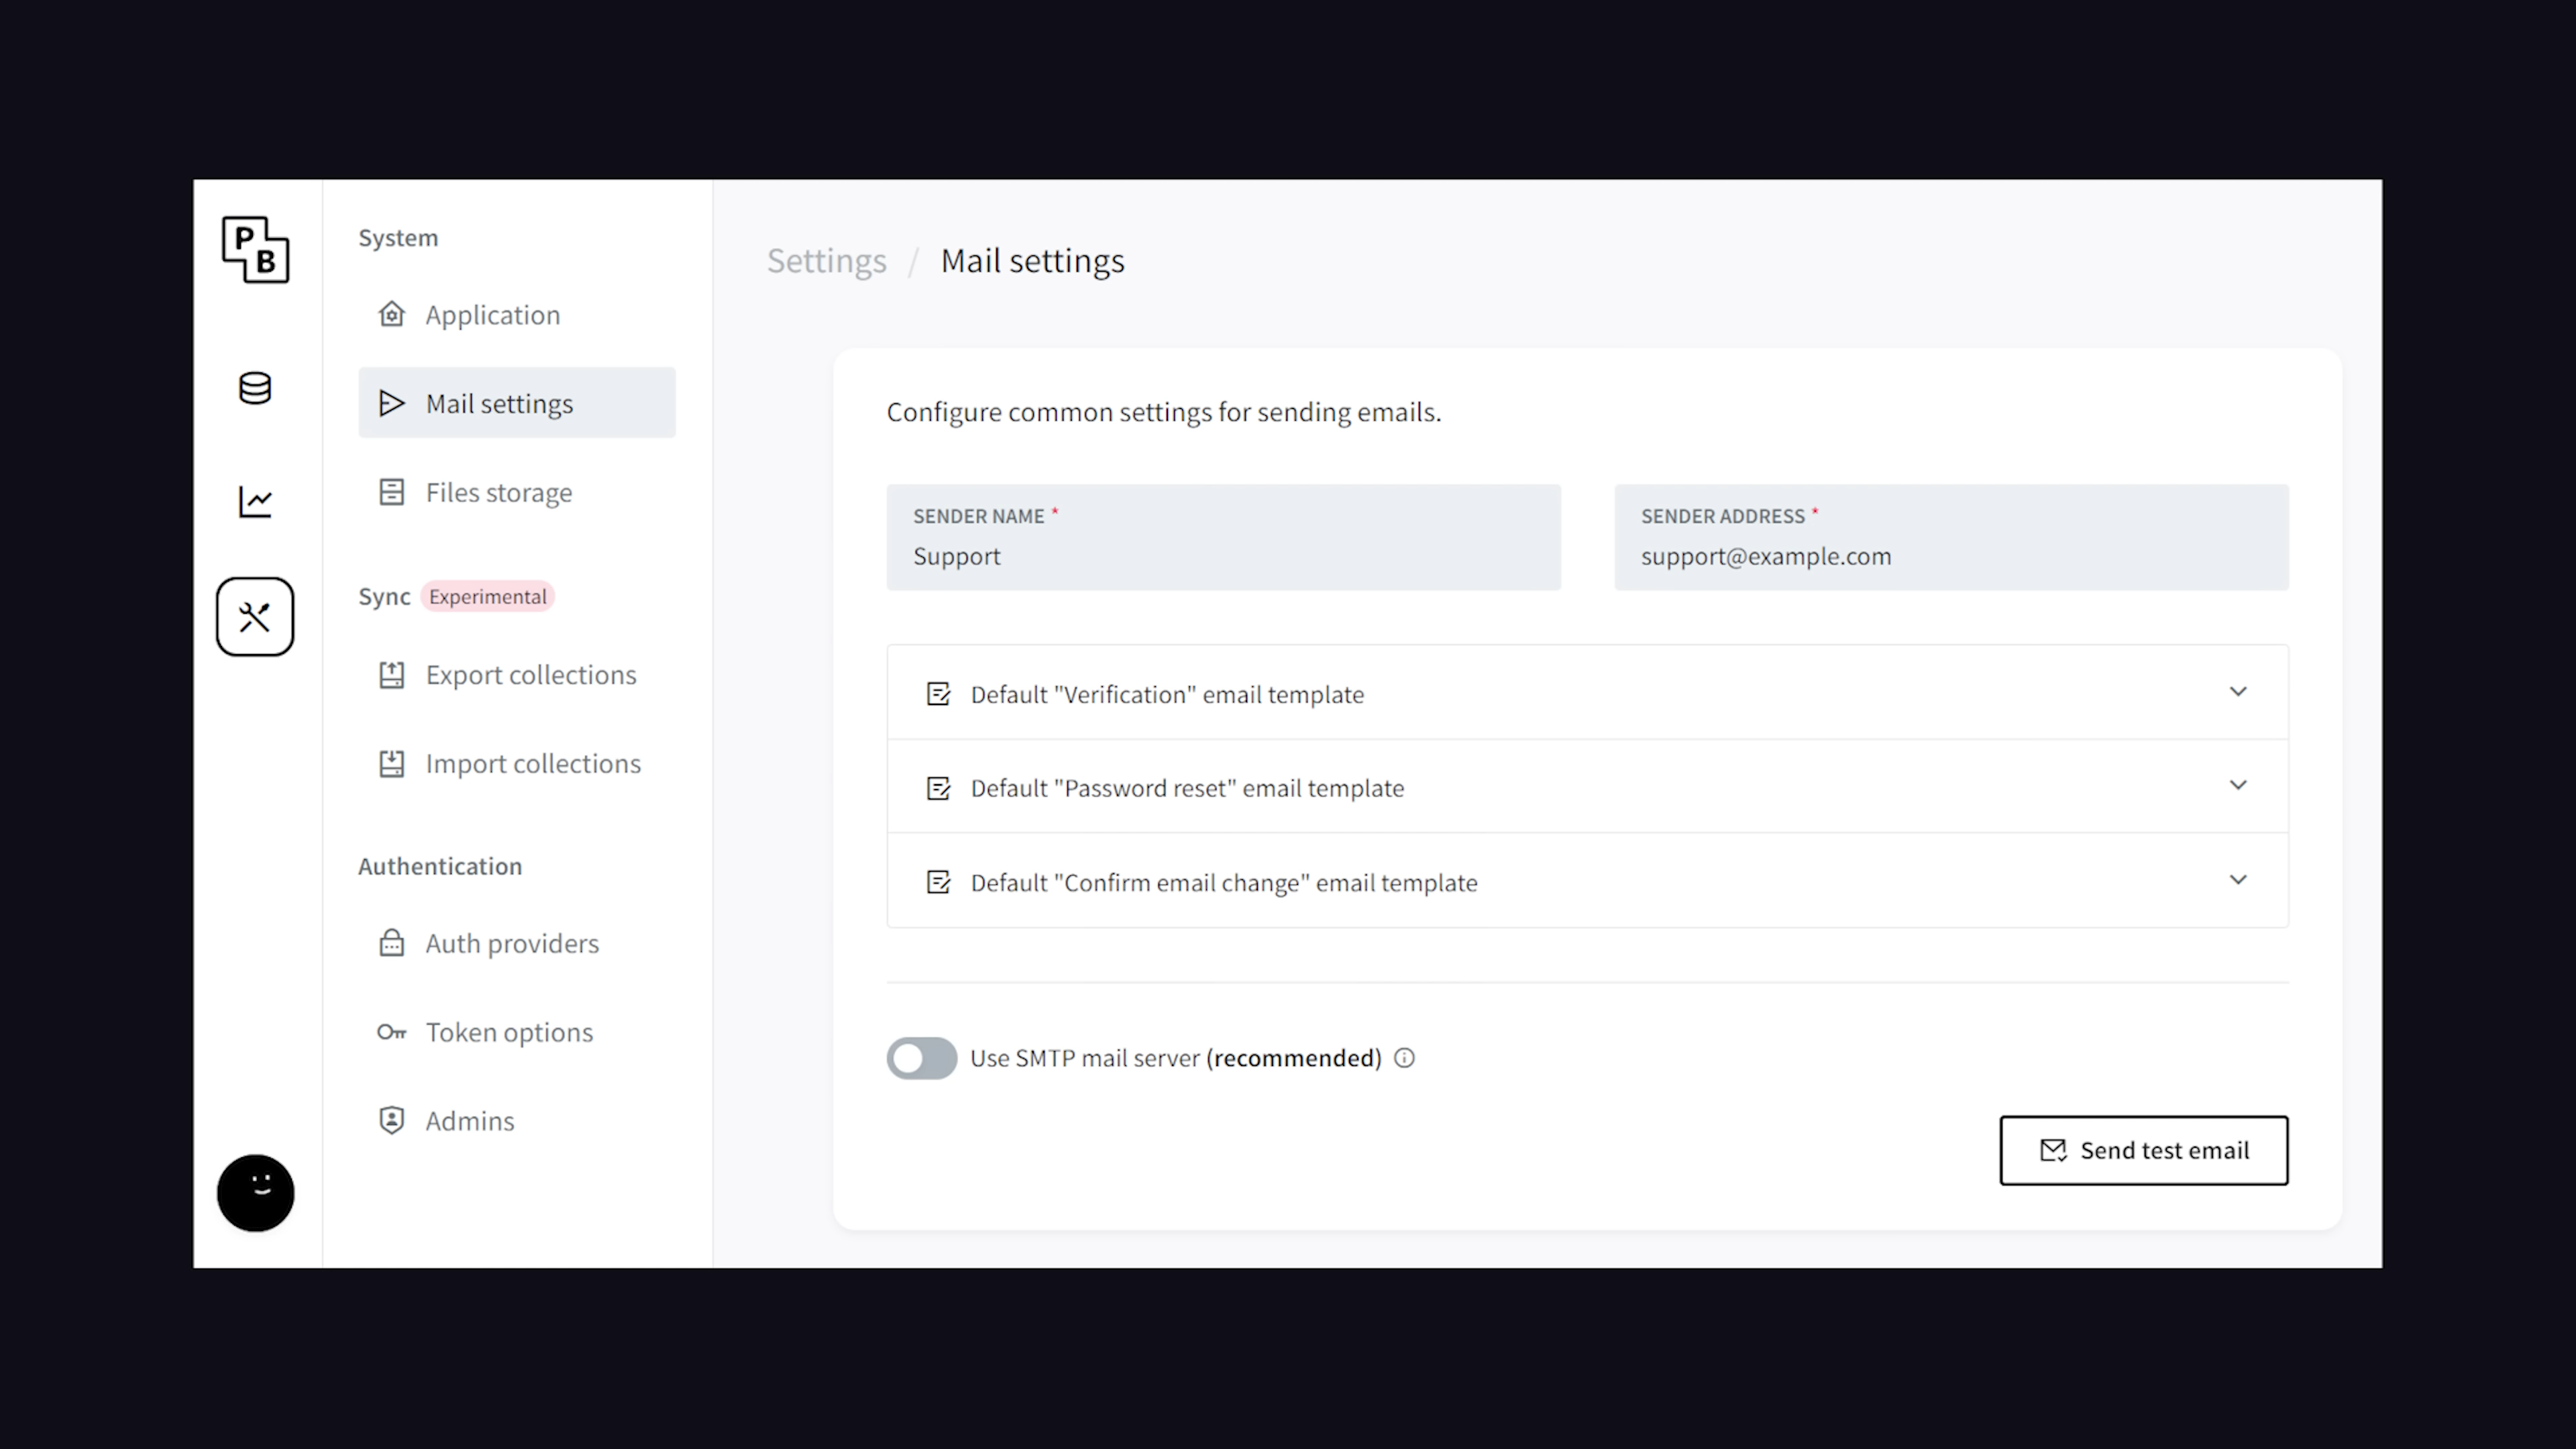 PB
System
Application
Mail settings
Files storage
Sync Experimental
Export collections
Import collections
Authentication
Auth providers
Token options
Admins
Settings / Mail settings
Configure common settings for sending emails.
SENDER NAME *
Support
SENDER ADDRESS *
support@example.com
Default "Verification" email template
Default "Password reset" email template
Default "Confirm email change" email template
Use SMTP mail server (recommended)
Send test email